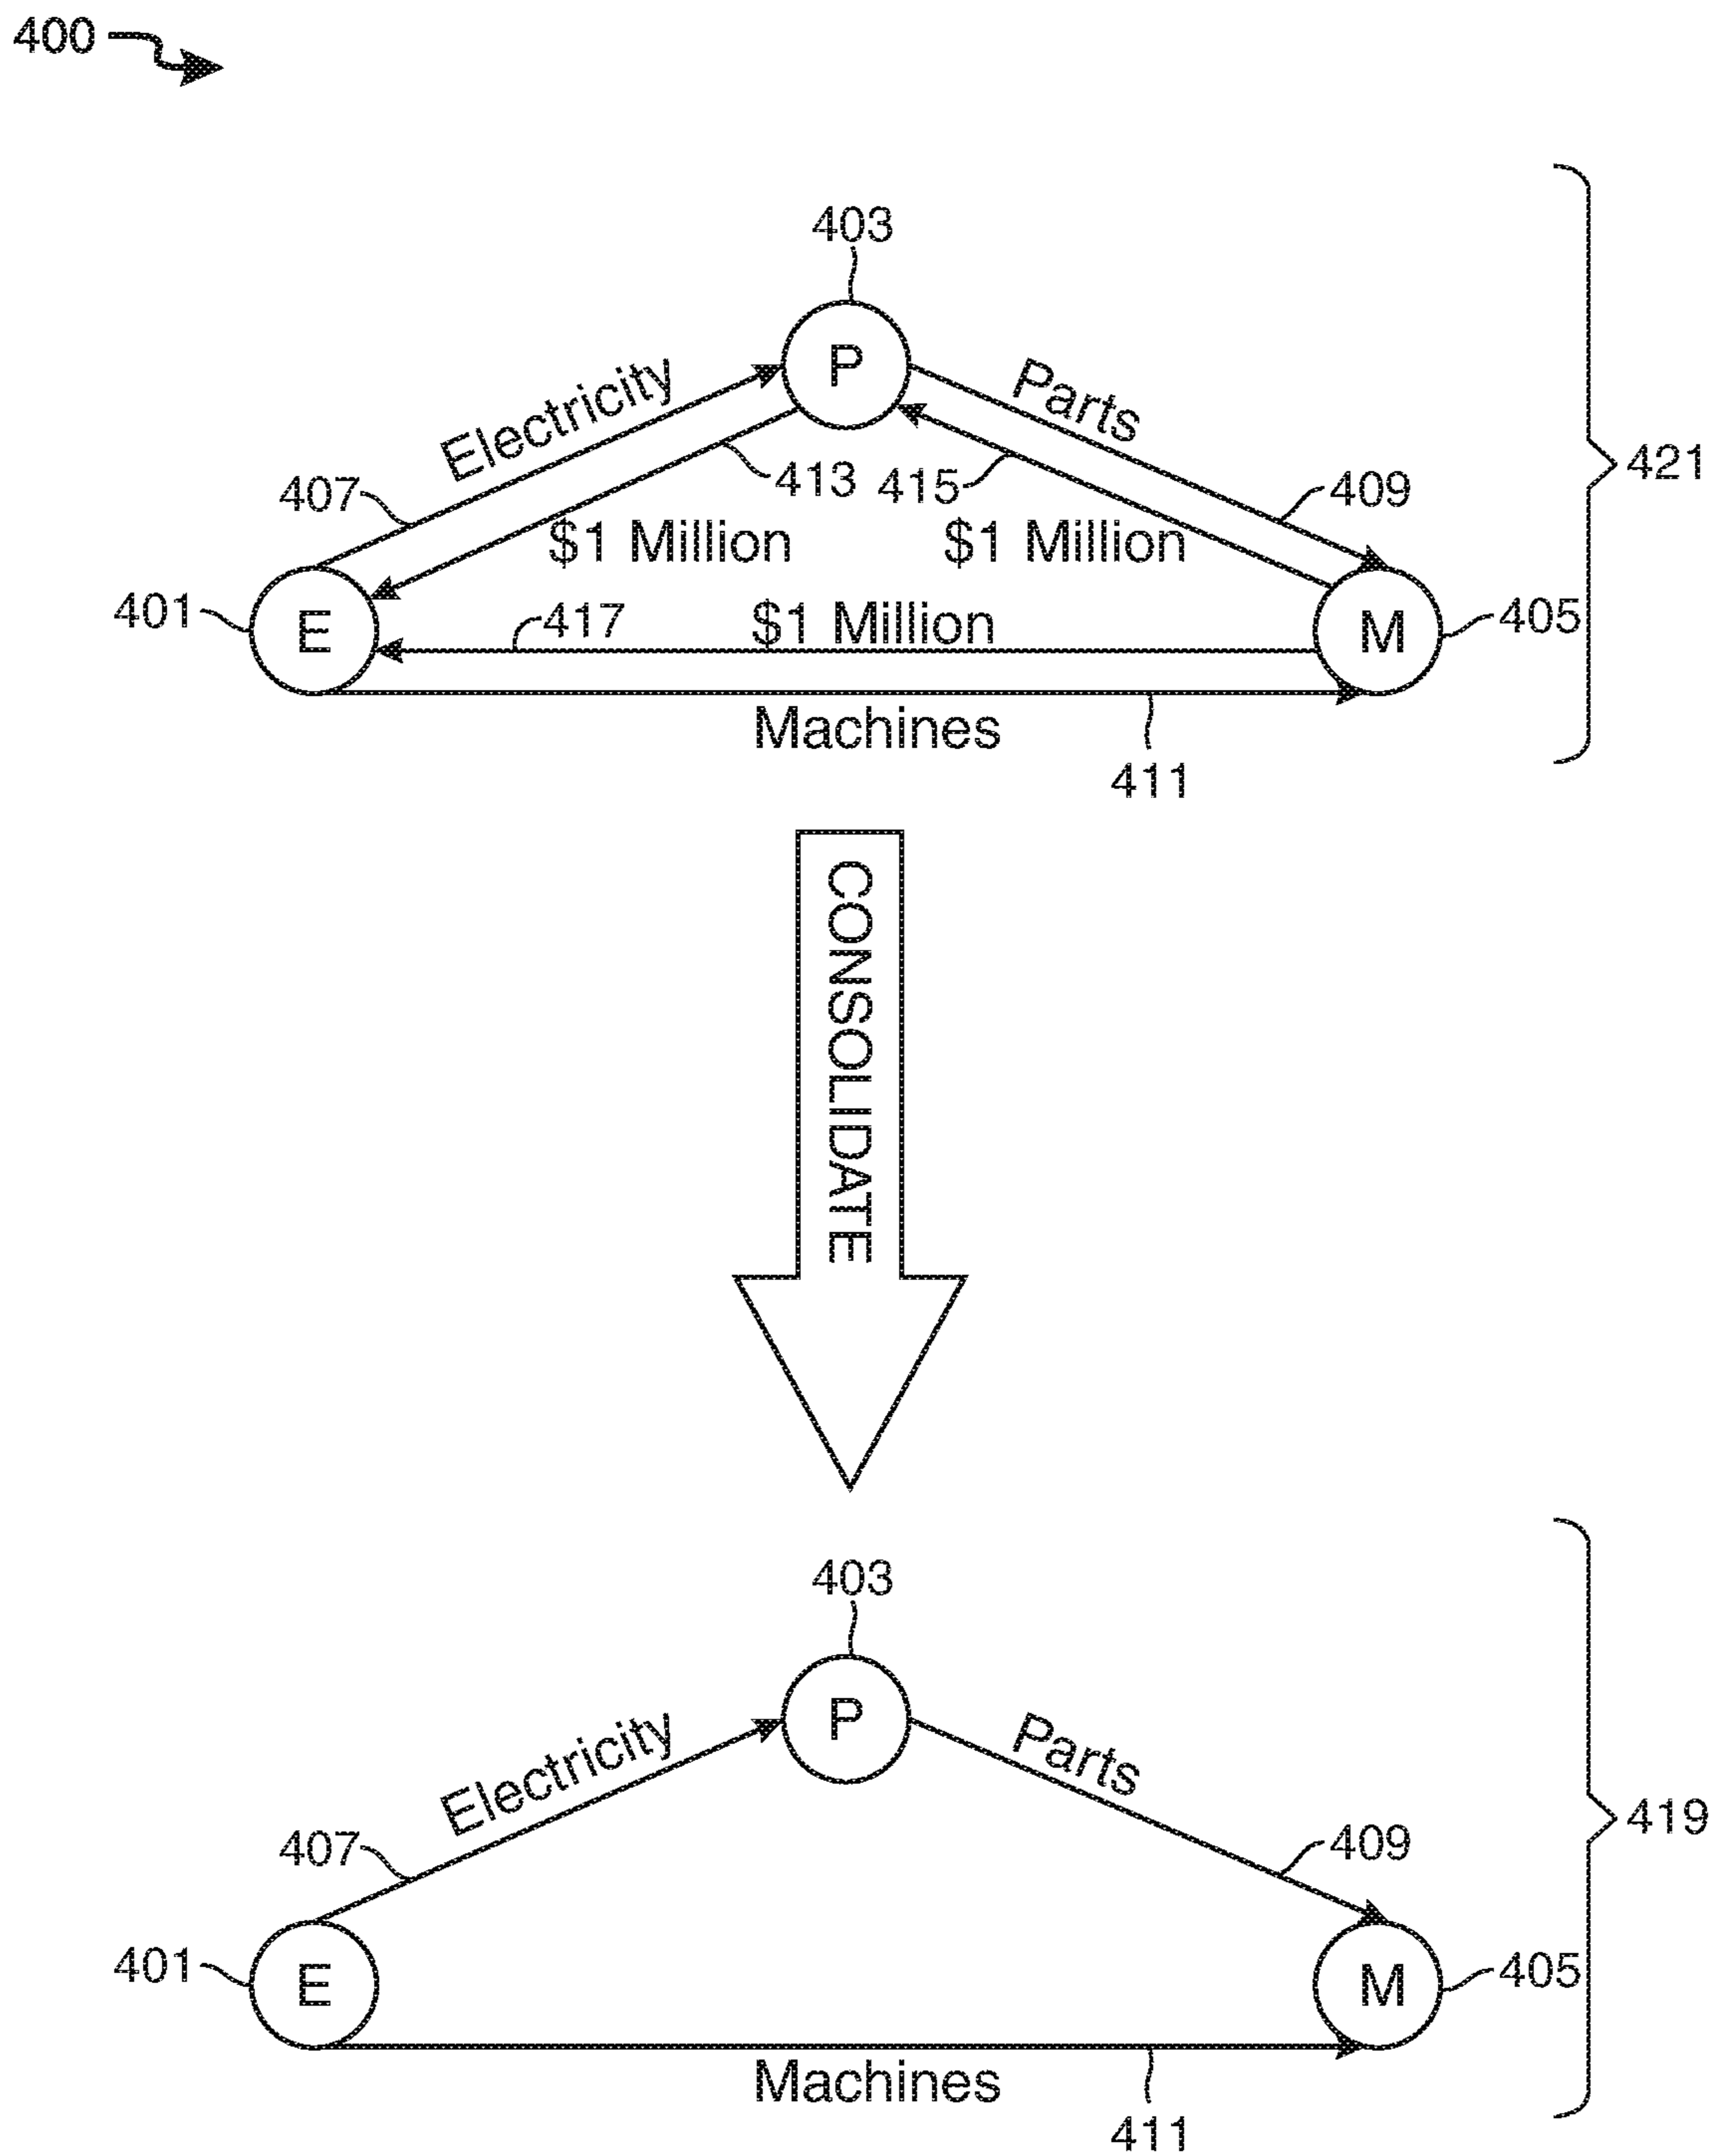 400
403
P
Electricity
Parts
407
413
415
409
421
$1 Million
$1 Million
401
E
417
$1 Million
M
405
Machines
411
CONSOLIDATE
403
P
Electricity
Parts
407
409
419
401
E
M
405
Machines
411